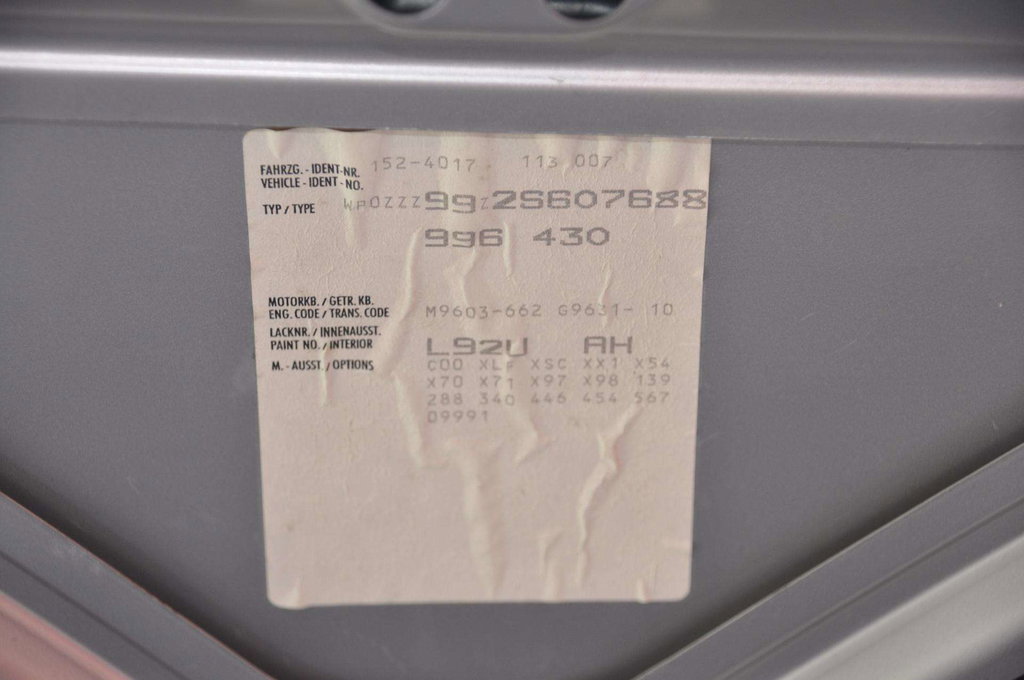 FAHRZG. - IDENT-NR. 152-4017 113 007
VEHICLE - IDENT - NO.
TYP / TYPE WP0ZZZ99Z2S607688
996 430
MOTORKB. / GETR. KB.
ENG. CODE / TRANS. CODE M9603-662 G9631- 10
LACKNR. / INNENAUSST.
PAINT NO. / INTERIOR L92U AH
M. - AUSST. / OPTIONS C00 XLF XSC XX1 X54
X70 X71 X97 X98 139
288 340 446 454 567
09991